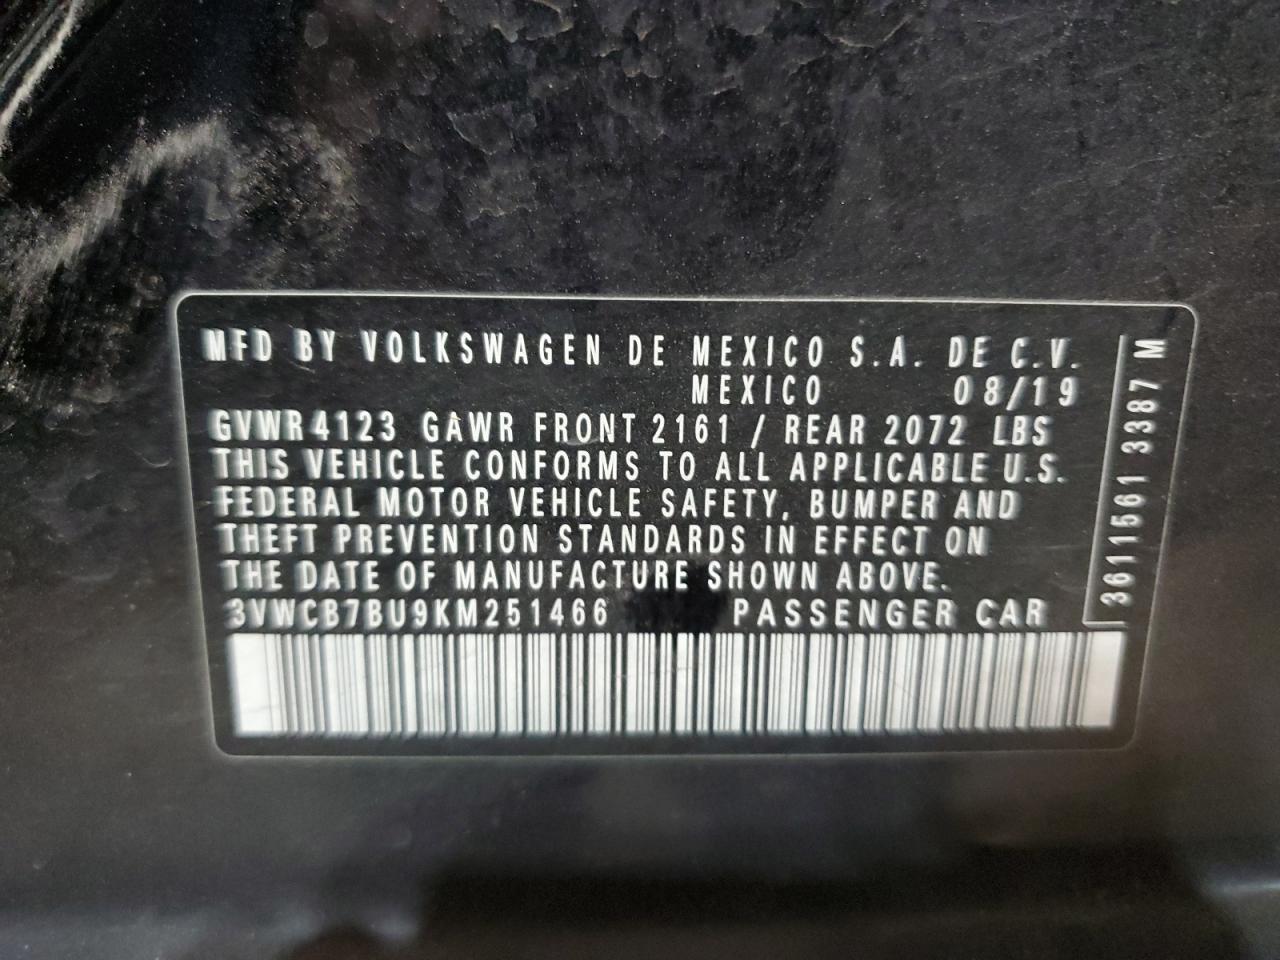 MFD BY VOLKSWAGEN DE MEXICO S.A. DE C.V.
MEXICO 08/19
GVWR 4123 GAWR FRONT 2161 / REAR 2072 LBS
THIS VEHICLE CONFORMS TO ALL APPLICABLE U.S.
FEDERAL MOTOR VEHICLE SAFETY, BUMPER AND
THEFT PREVENTION STANDARDS IN EFFECT ON
THE DATE OF MANUFACTURE SHOWN ABOVE.
3VWCB7BU9KM251466 PASSENGER CAR
3611561 3387 M